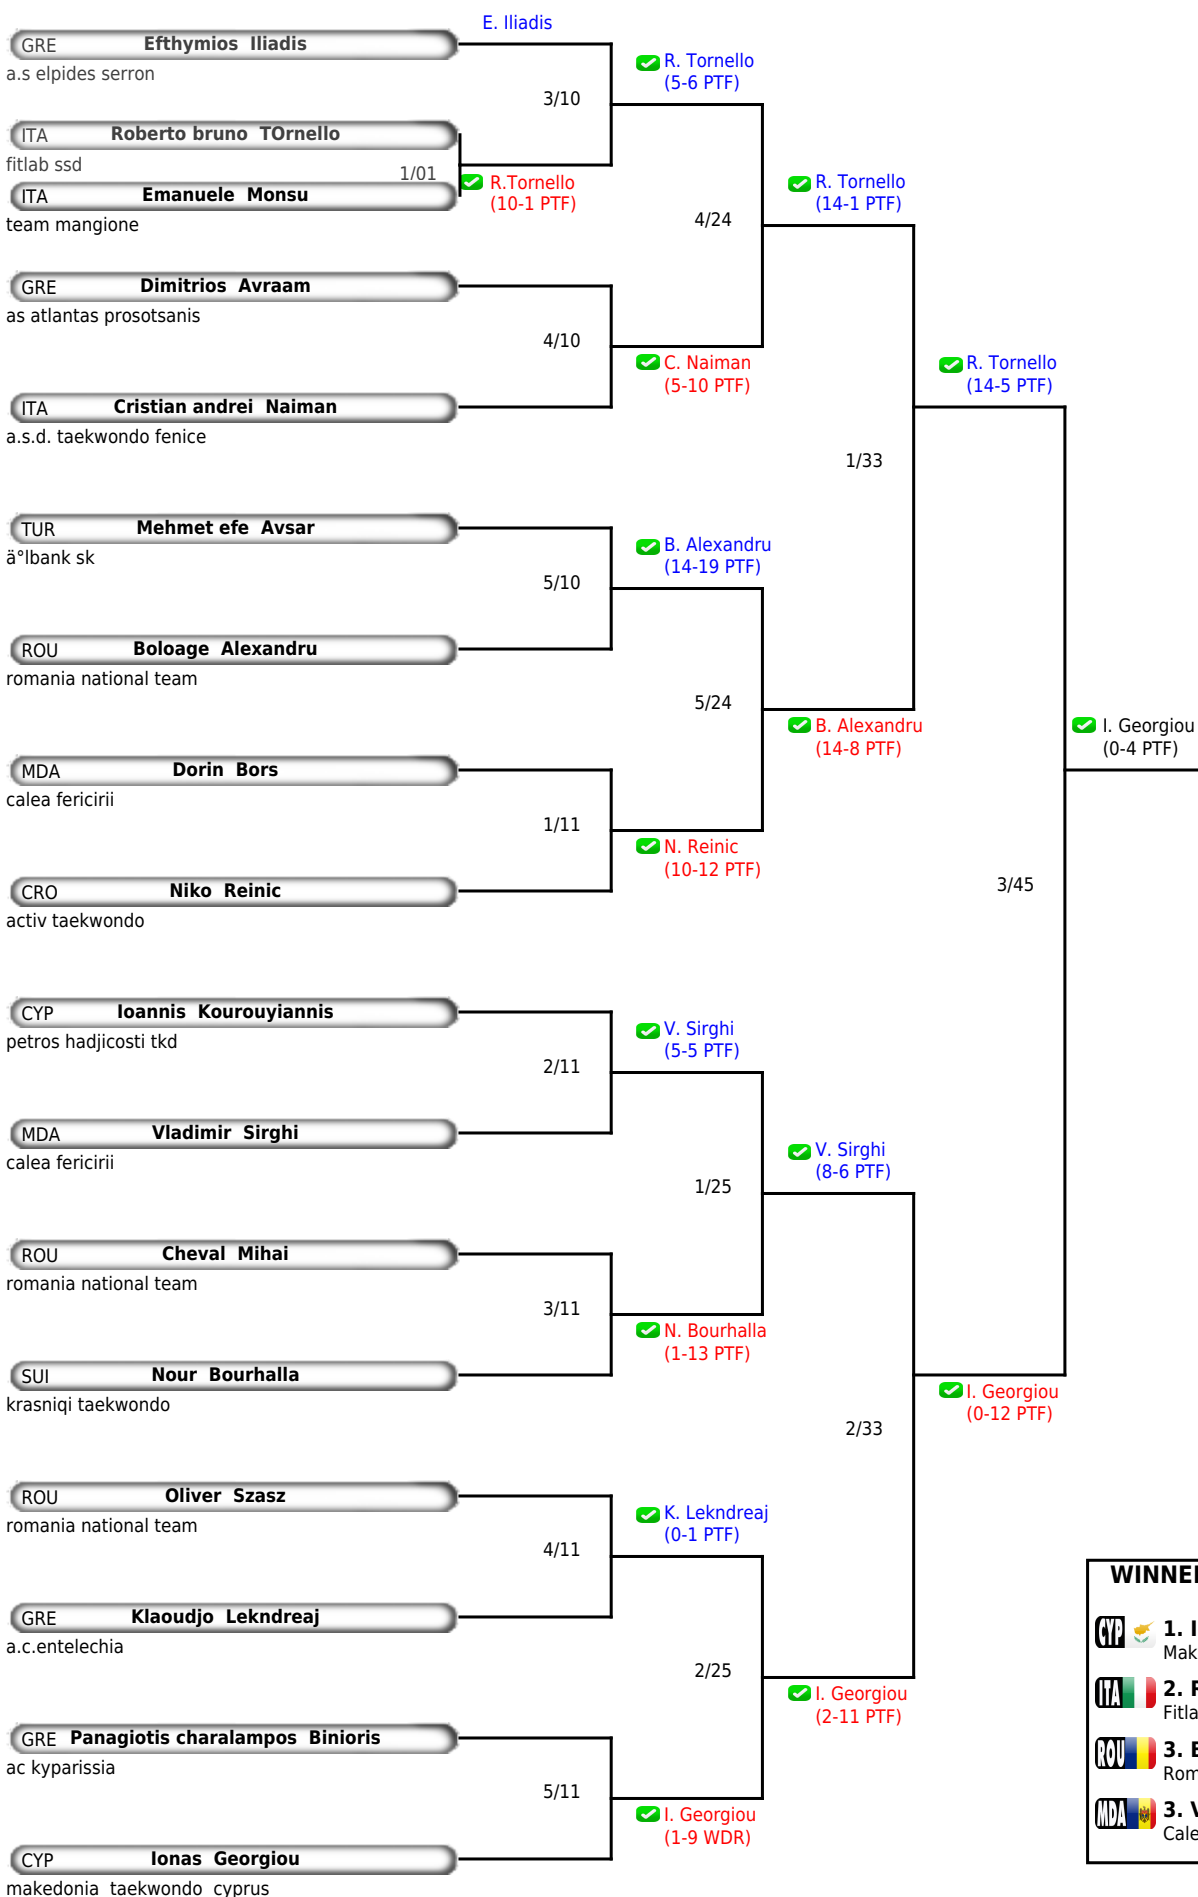 E. Iliadis
GRE Efthymios Iliadis
a.s elpides serron
R. Tornello
(5-6 PTF)
3/10
ITA Roberto bruno TOrnello
fitlab ssd
1/01
R.Tornello
(10-1 PTF)
ITA Emanuele Monsu
team mangione
R. Tornello
(14-1 PTF)
4/24
GRE Dimitrios Avraam
as atlantas prosotsanis
4/10
C. Naiman
(5-10 PTF)
R. Tornello
(14-5 PTF)
ITA Cristian andrei Naiman
a.s.d. taekwondo fenice
1/33
TUR Mehmet efe Avsar
ä°lbank sk
B. Alexandru
(14-19 PTF)
5/10
ROU Boloage Alexandru
romania national team
5/24
B. Alexandru
(14-8 PTF)
I. Georgiou
(0-4 PTF)
MDA Dorin Bors
calea fericirii
1/11
N. Reinic
(10-12 PTF)
CRO Niko Reinic
activ taekwondo
3/45
CYP Ioannis Kourouyiannis
petros hadjicosti tkd
V. Sirghi
(5-5 PTF)
2/11
MDA Vladimir Sirghi
calea fericirii
V. Sirghi
(8-6 PTF)
1/25
ROU Cheval Mihai
romania national team
3/11
N. Bourhalla
(1-13 PTF)
SUI Nour Bourhalla
krasniqi taekwondo
I. Georgiou
(0-12 PTF)
2/33
ROU Oliver Szasz
romania national team
K. Lekndreaj
(0-1 PTF)
4/11
GRE Klaoudjo Lekndreaj
a.c.entelechia
2/25
I. Georgiou
(2-11 PTF)
GRE Panagiotis charalampos Binioris
ac kyparissia
5/11
I. Georgiou
(1-9 WDR)
CYP Ionas Georgiou
makedonia taekwondo cyprus
WINNE
CYP 1. I
Mak
ITA 2.
Fitla
ROU 3.
Rom
MDA 3. V
Cale